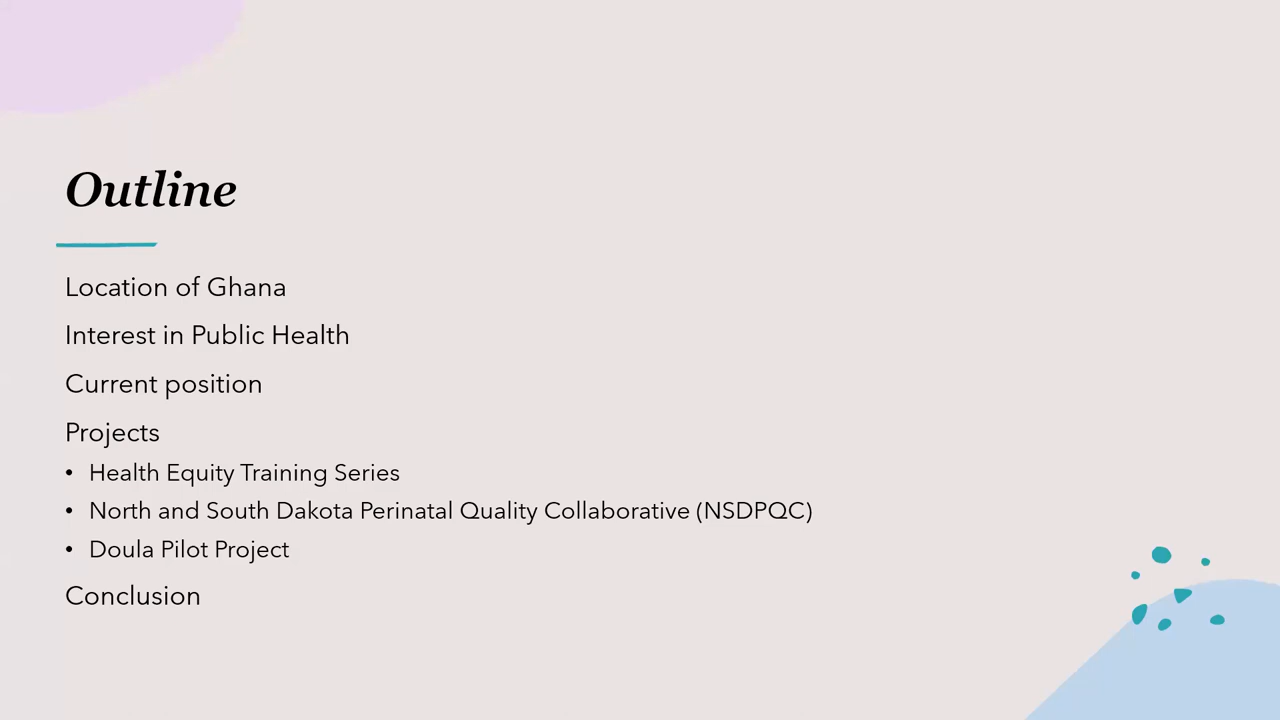 Outline
Location of Ghana
Interest in Public Health
Current position
Projects
• Health Equity Training Series
• North and South Dakota Perinatal Quality Collaborative (NSDPQC)
• Doula Pilot Project
Conclusion